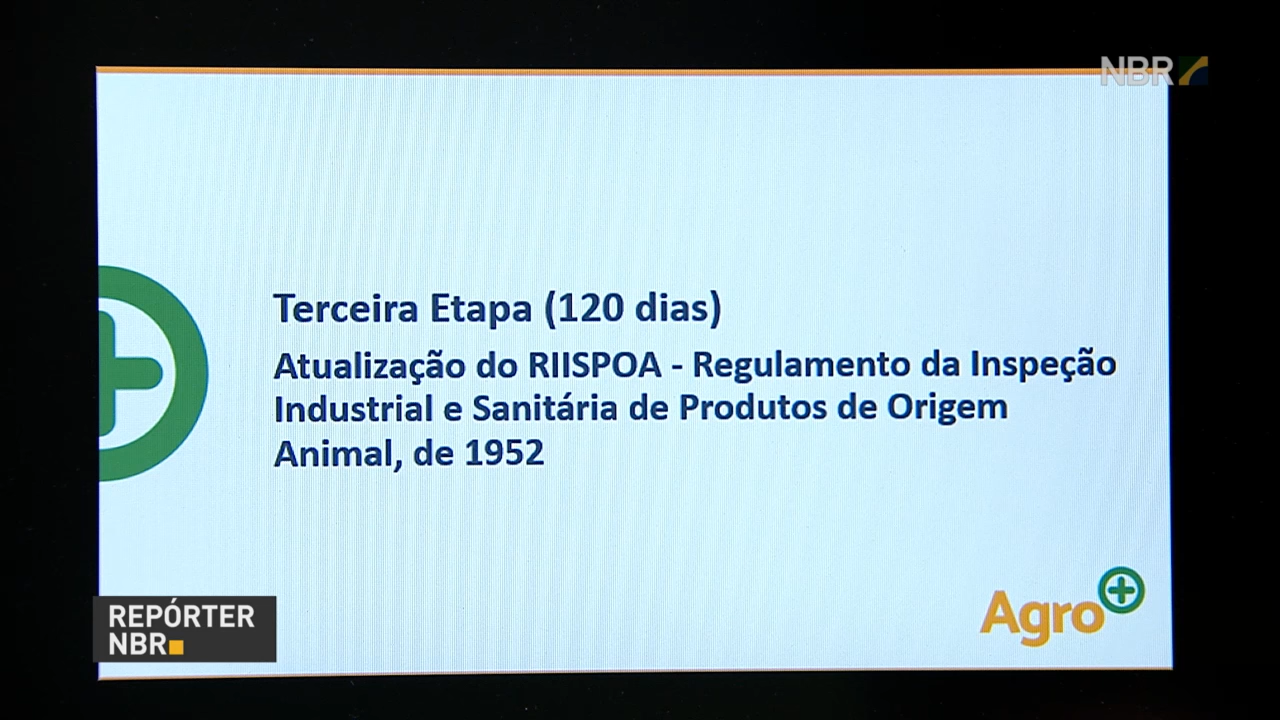 NBR
Terceira Etapa (120 dias)
Atualização do RIISPOA - Regulamento da Inspeção
Industrial e Sanitária de Produtos de Origem
Animal, de 1952
Agro
REPÓRTER
NBR